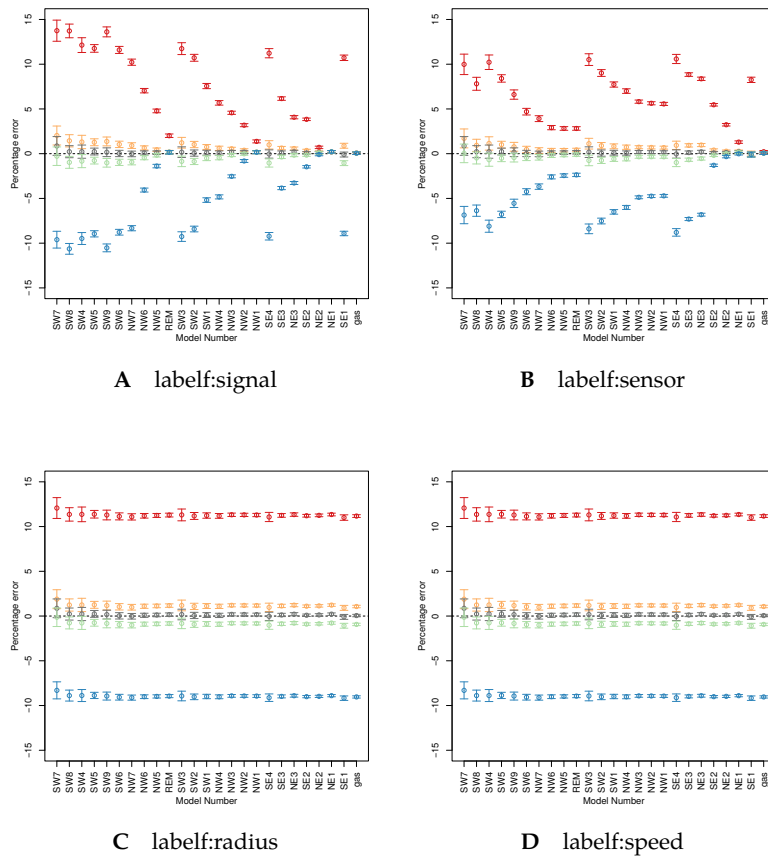 15
10
5
0
−5
−10
−15
Percentage error
SW7 SW8 SW4 SW5 SW9 SW6 NW7 NW6 NW5 REM SW3 SW2 SW1 NW4 NW3 NW2 NW1 SE4 SE3 NE3 SE2 NE2 NE1 SE1 gas
Model Number
A labelf:signal
15
10
5
0
−5
−10
−15
Percentage error
SW7 SW8 SW4 SW5 SW9 SW6 NW7 NW6 NW5 REM SW3 SW2 SW1 NW4 NW3 NW2 NW1 SE4 SE3 NE3 SE2 NE2 NE1 SE1 gas
Model Number
B labelf:sensor
15
10
5
0
−5
−10
−15
Percentage error
SW7 SW8 SW4 SW5 SW9 SW6 NW7 NW6 NW5 REM SW3 SW2 SW1 NW4 NW3 NW2 NW1 SE4 SE3 NE3 SE2 NE2 NE1 SE1 gas
Model Number
C labelf:radius
15
10
5
0
−5
−10
−15
Percentage error
SW7 SW8 SW4 SW5 SW9 SW6 NW7 NW6 NW5 REM SW3 SW2 SW1 NW4 NW3 NW2 NW1 SE4 SE3 NE3 SE2 NE2 NE1 SE1 gas
Model Number
D labelf:speed